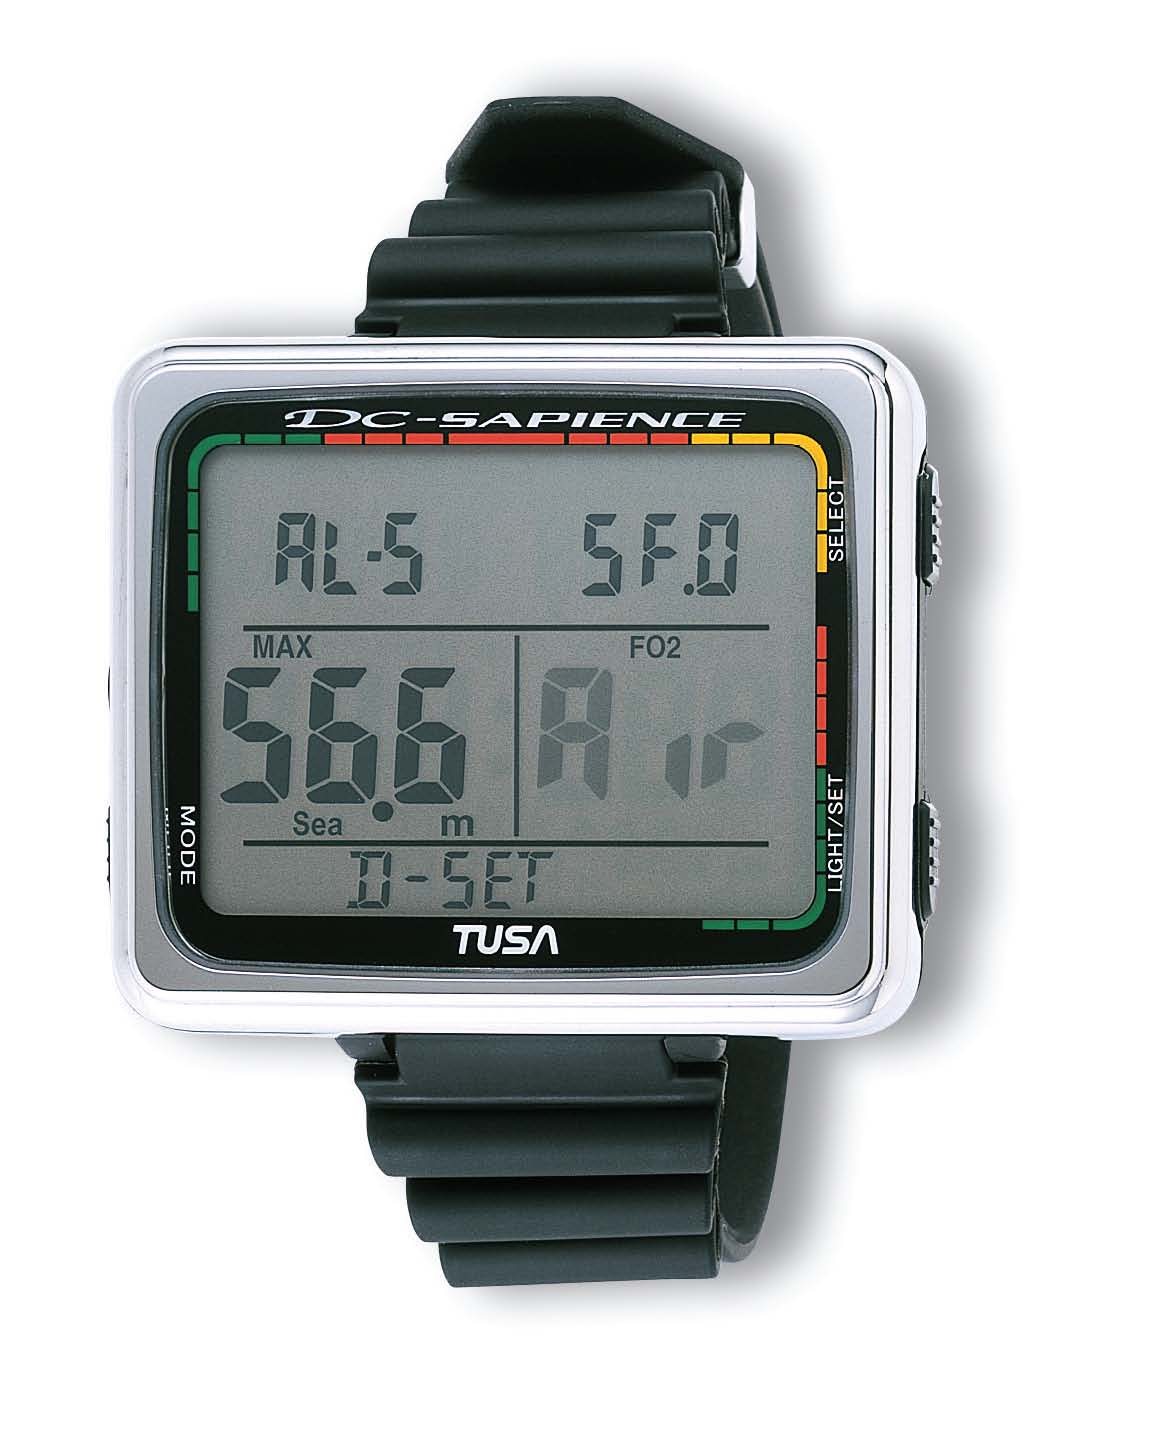 DC-SAPIENCE
SELECT
AL-5 SF.0
MAX FO2
56.6 Air
Sea m
LIGHT/SET
MODE
D-SET
TUSA